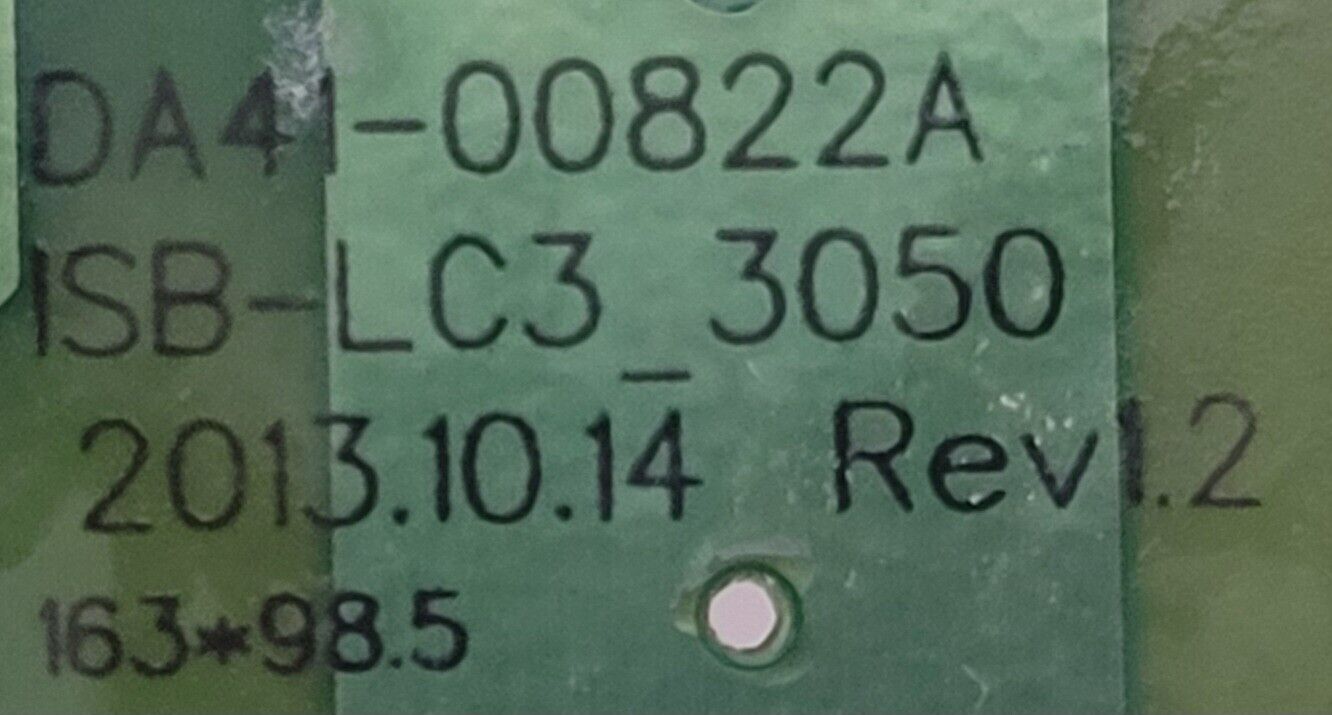 DA41-00822A
ISB-LC3_3050
2013.10.14 Rev1.2
163*98.5